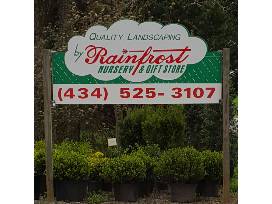 QUALITY LANDSCAPING
by Rainfrost
NURSERY & GIFT STORE
(434) 525-3107